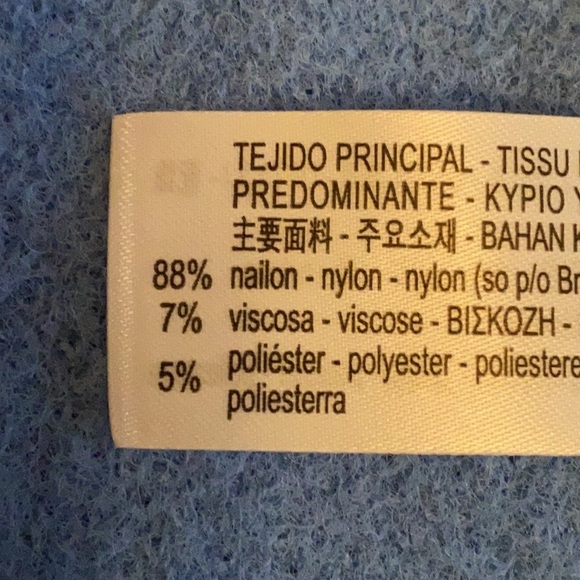 TEJIDO PRINCIPAL - TISSU
PREDOMINANTE - ΚΥΡΙΟ
主要面料 - 주요소재 - BAHAN
88% nailon - nylon - nylon (so p/o Br
7% viscosa - viscose - ΒΙΣΚΟΖΗ -
5% poliéster - polyester - poliestere
poliesterra